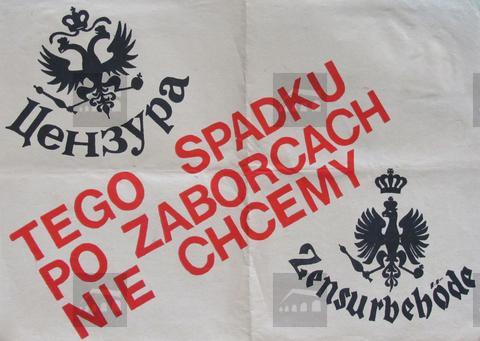 Цензура
TEGO SPADKU
PO ZABORCACH
NIE CHCEMY
Zensurbehöde